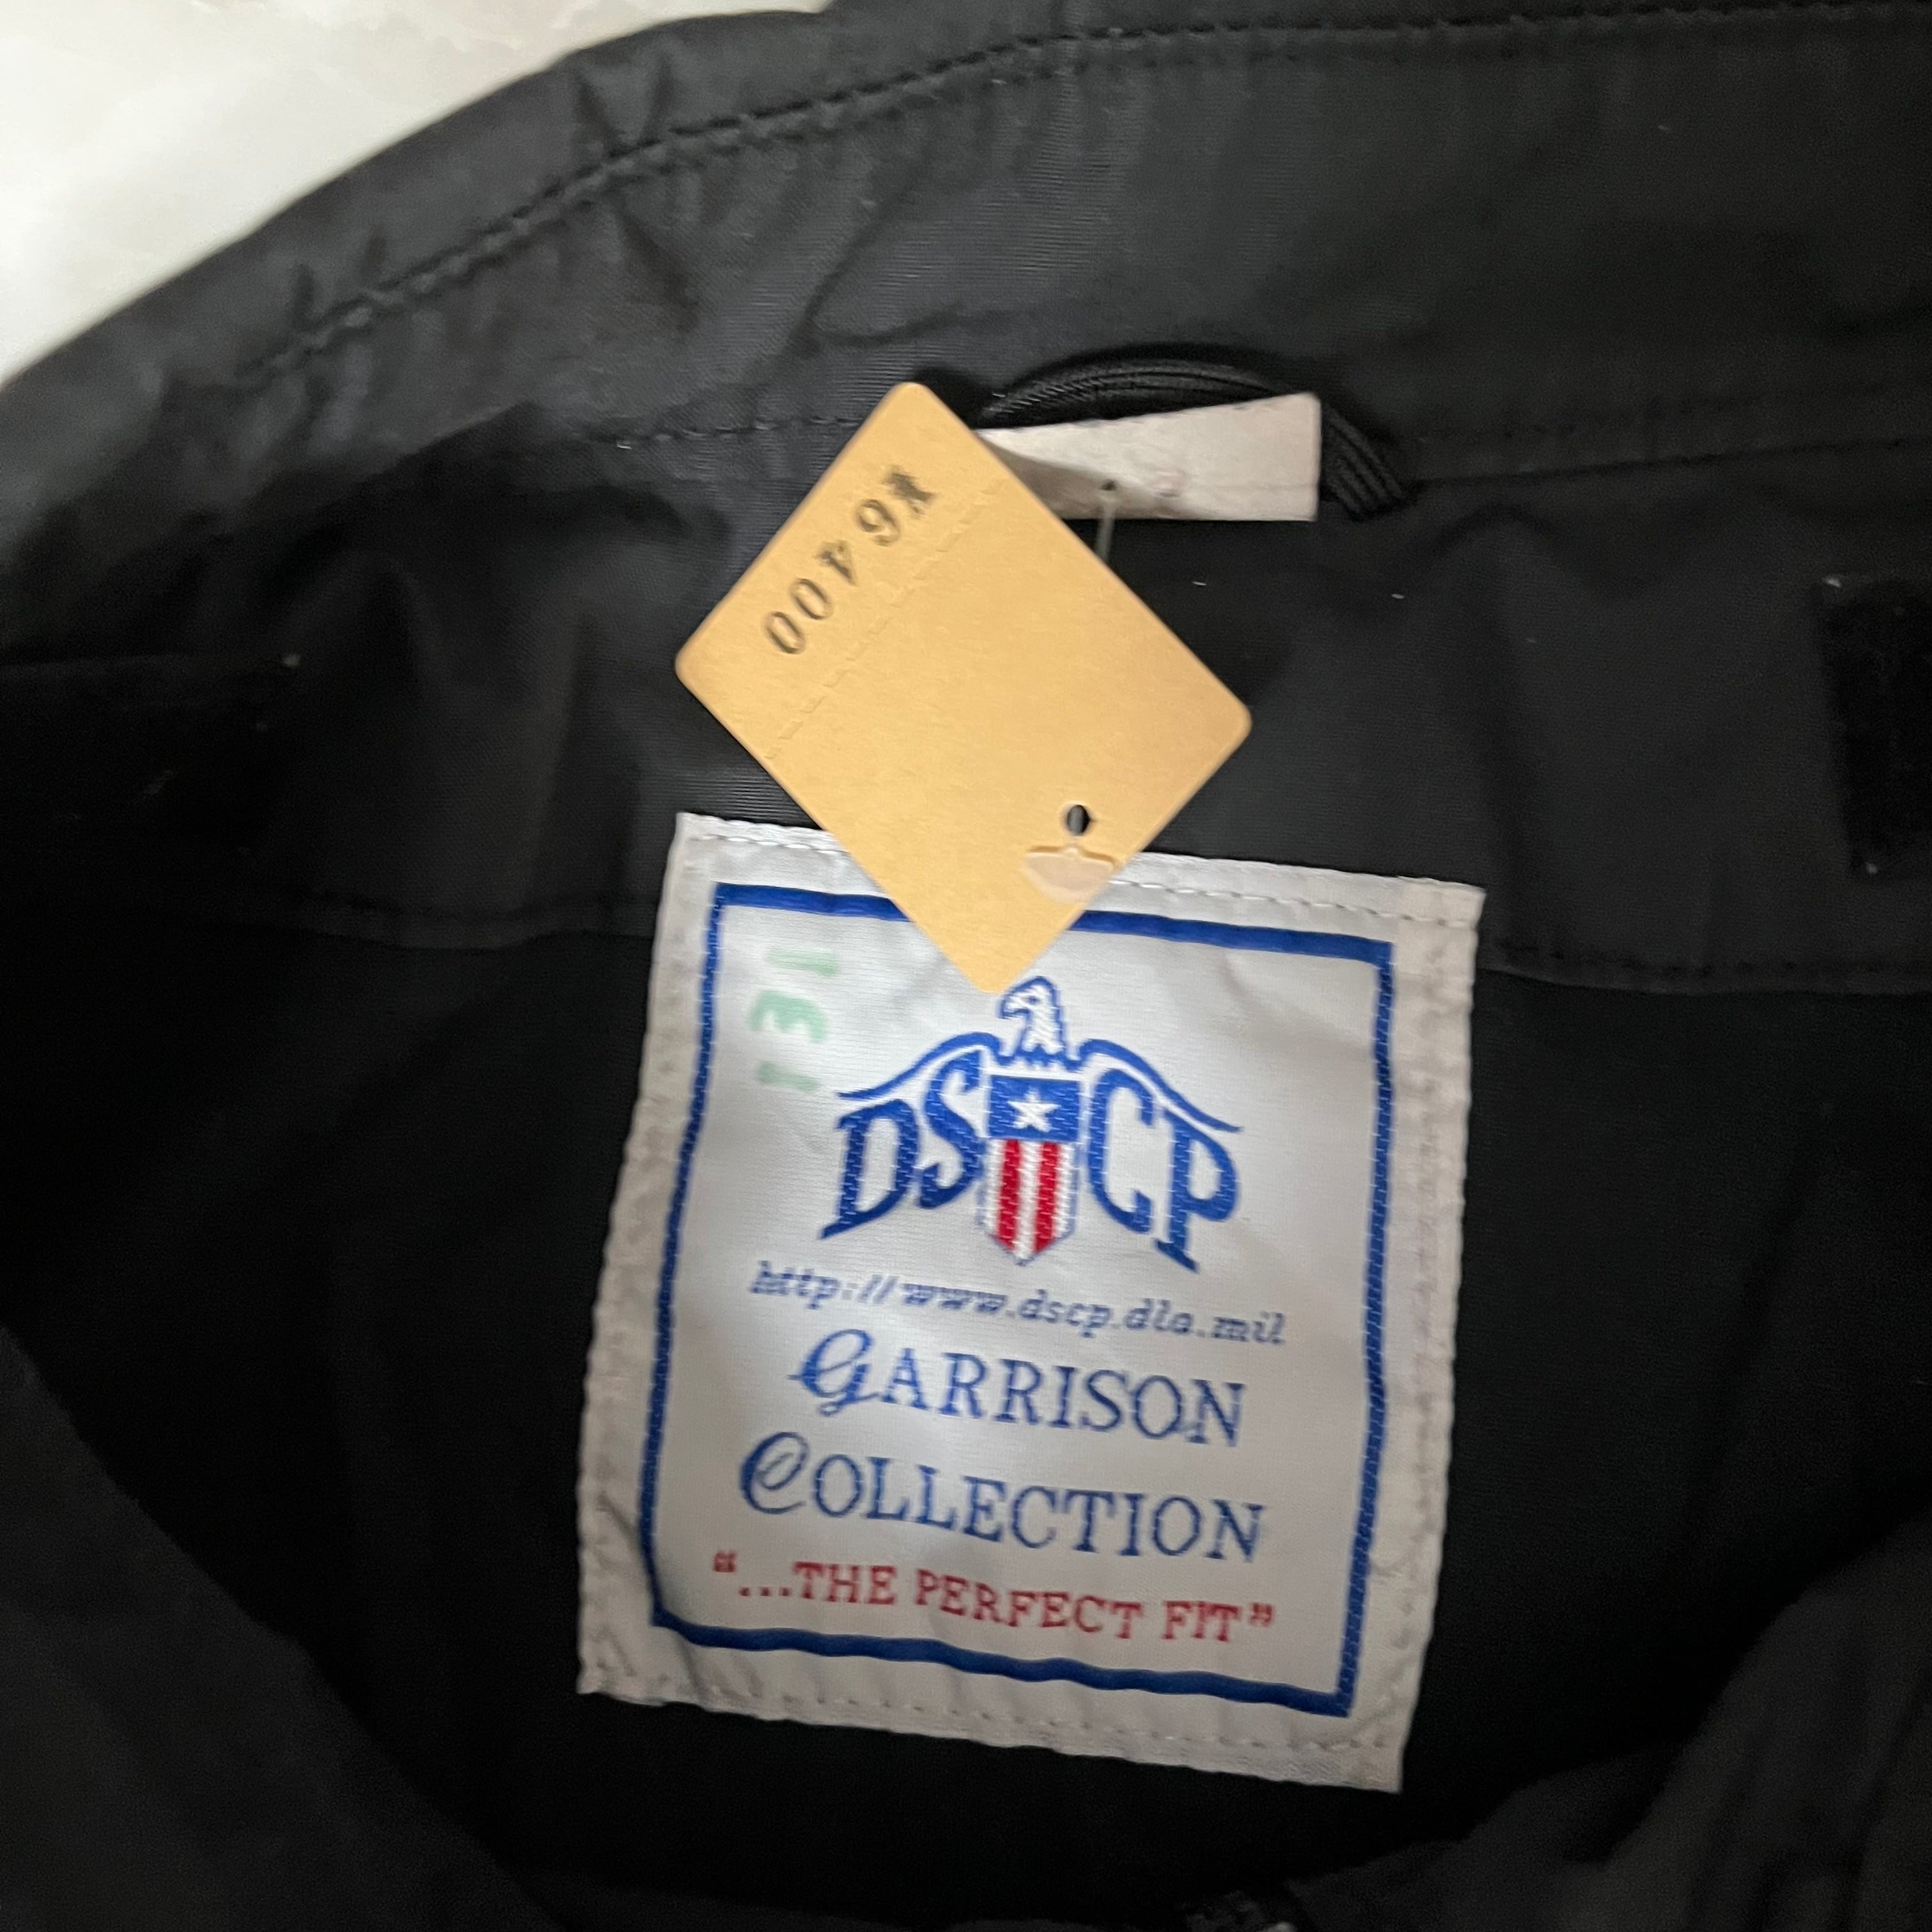 ¥6400
131
DSCP
http://www.dscp.dla.mil
GARRISON
COLLECTION
“...THE PERFECT FIT”